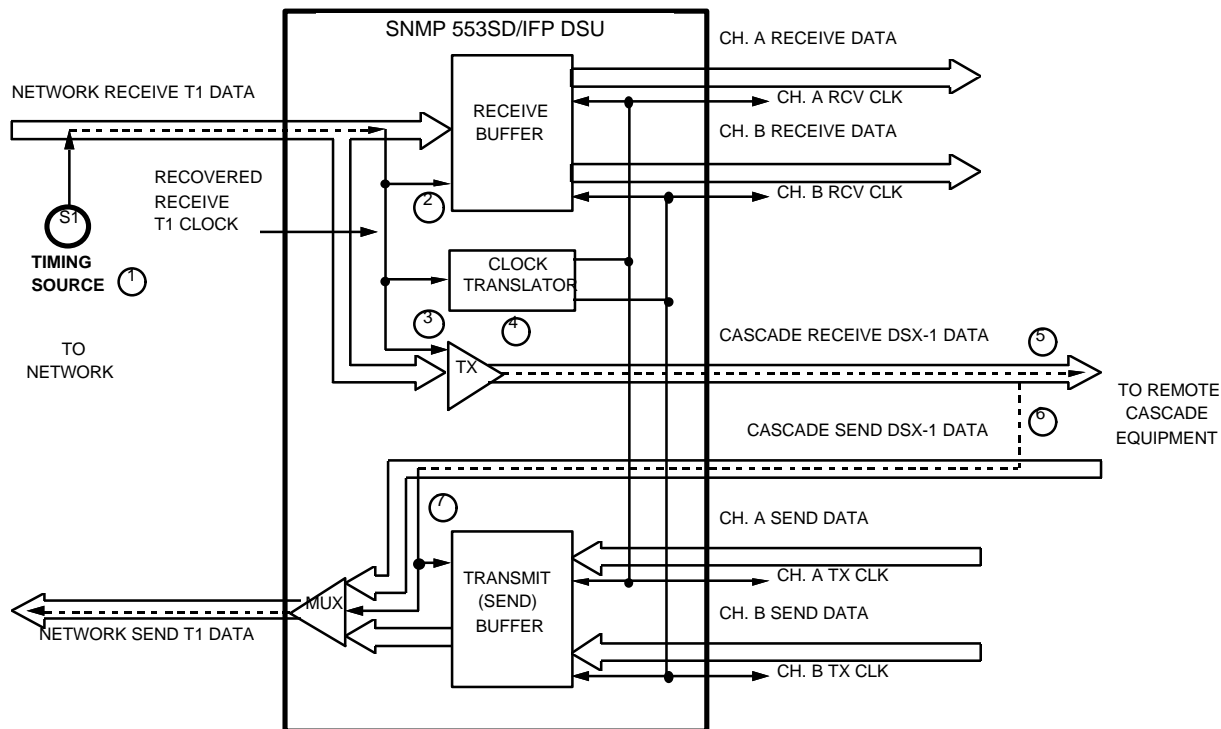 SNMP 553SD/IFP DSU
CH. A RECEIVE DATA
NETWORK RECEIVE T1 DATA
RECEIVE
BUFFER
CH. A RCV CLK
CH. B RECEIVE DATA
RECOVERED
RECEIVE
T1 CLOCK
2
CH. B RCV CLK
S1
TIMING
SOURCE
1
CLOCK
TRANSLATOR
3
4
TO
NETWORK
TX
CASCADE RECEIVE DSX-1 DATA
5
TO REMOTE
CASCADE
EQUIPMENT
CASCADE SEND DSX-1 DATA
6
7
CH. A SEND DATA
TRANSMIT
(SEND)
BUFFER
CH. A TX CLK
MUX
CH. B SEND DATA
NETWORK SEND T1 DATA
CH. B TX CLK